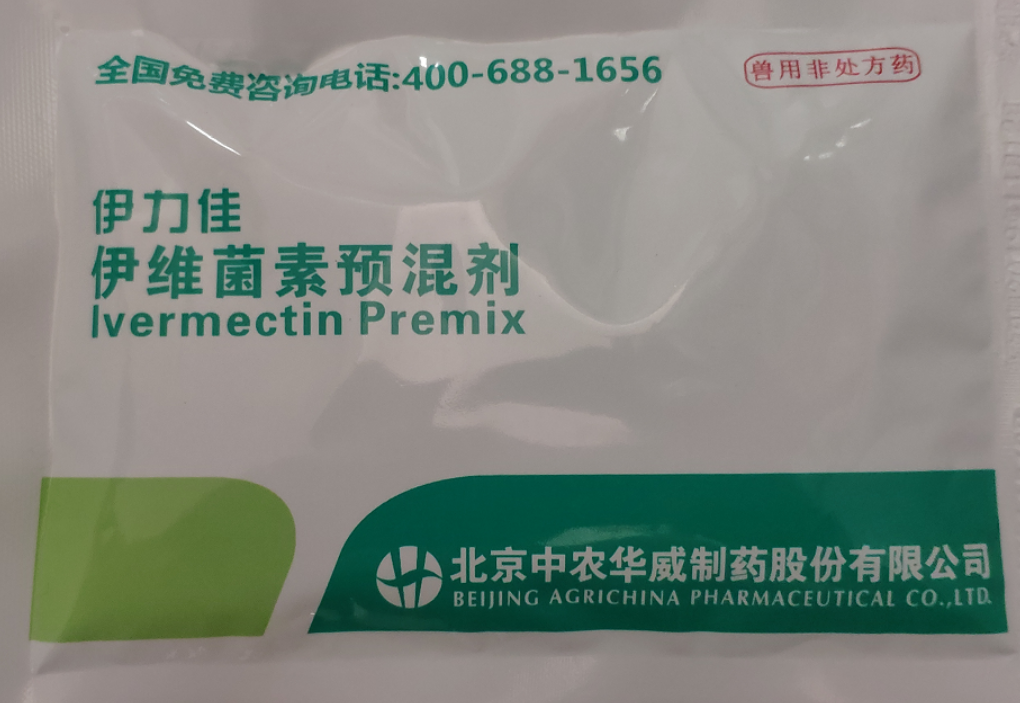 全国免费咨询电话:400-688-1656
兽用非处方药
伊力佳
伊维菌素预混剂
Ivermectin Premix
北京中农华威制药股份有限公司
BEIJING AGRICHINA PHARMACEUTICAL CO.,LTD.